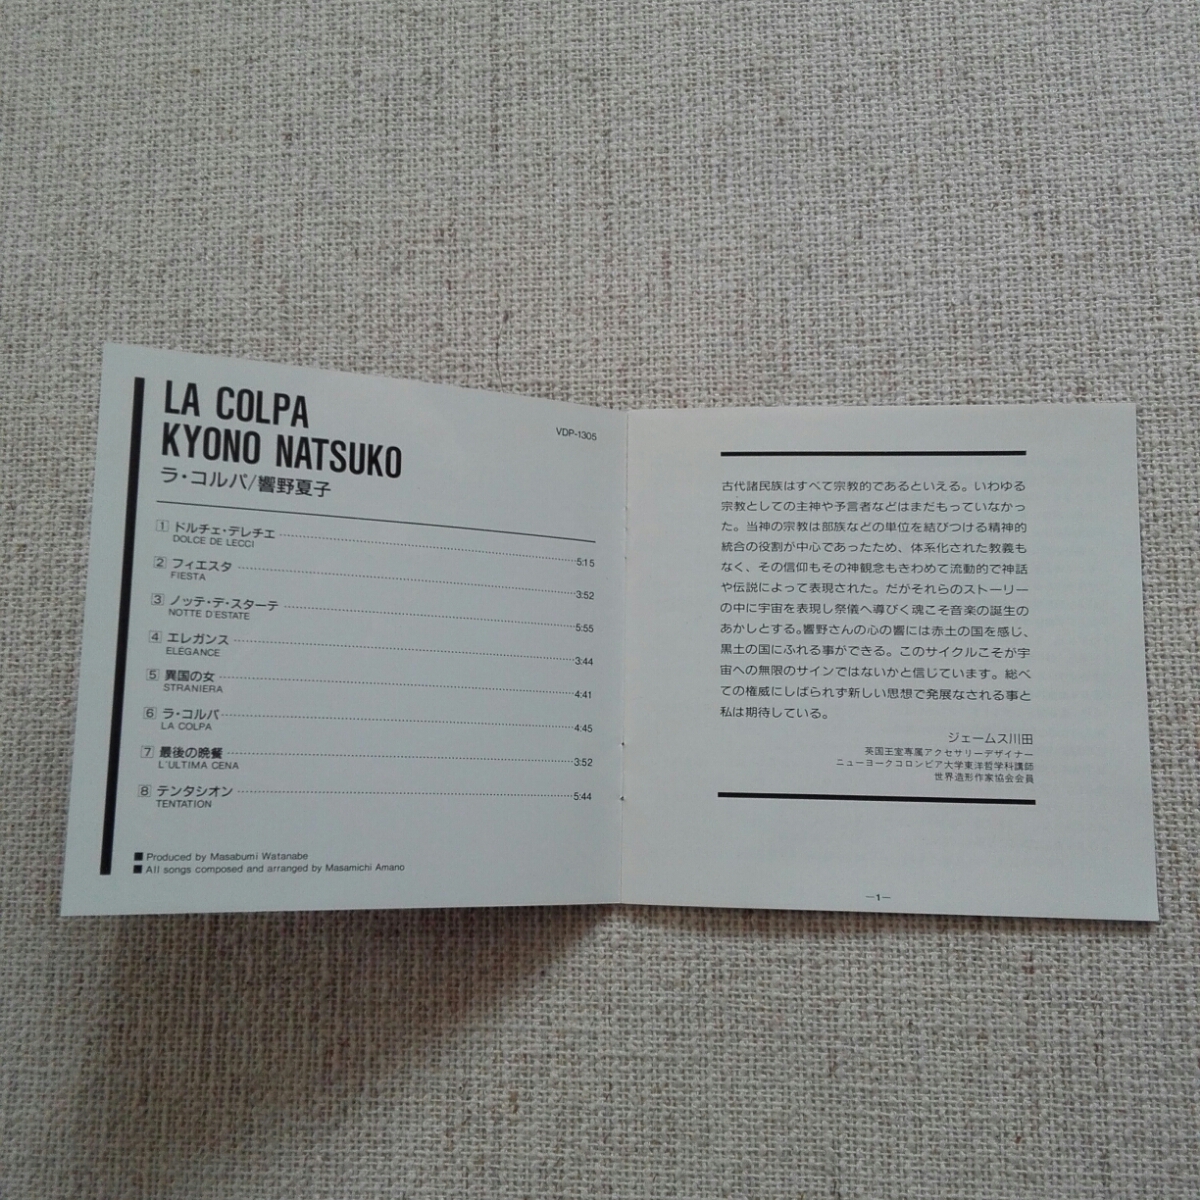 LA COLPA
KYONO NATSUKO
ラ・コルパ/響野夏子
VDP-1305
1 ドルチェ・デレチエ 5:15
DOLCE DE LECCI
2 フィエスタ 3:52
FIESTA
3 ノッテ・デ・スターテ 5:55
NOTTE D'ESTATE
4 エレガンス 3:44
ELÉGANCE
5 異国の女 4:41
STRANIERA
6 ラ・コルパ 4:45
LA COLPA
7 最後の晩餐 3:52
L'ULTIMA CENA
8 テンタシオン 5:44
TENTATION
■ Produced by Masabumi Watanabe
■ All songs composed and arranged by Masamichi Amano
古代諸民族はすべて宗教的であるといえる。いわゆる
宗教としての主神や予言者などはまだもっていなかっ
た。当神の宗教は部族などの単位を結びつける精神的
統合の役割が中心であったため、体系化された教義も
なく、その信仰もその神観念もきわめて流動的で神話
や伝説によって表現された。だがそれらのストーリー
の中に宇宙を表現し祭儀へ導びく魂こそ音楽の誕生の
あかしとする。響野さんの心の響には赤土の国を感じ、
黒土の国にふれる事ができる。このサイクルこそが宇
宙への無限のサインではないかと信じています。総べ
ての権威にしばられず新しい思想で発展なされる事と
私は期待している。
ジェームス川田
英国王室専属アクセサリーデザイナー
ニューヨークコロンビア大学東洋哲学科講師
世界造形作家協会会員
—1—